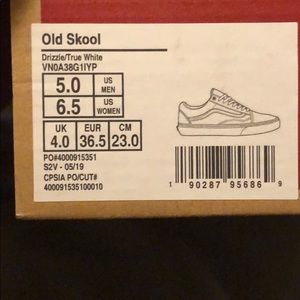 Old Skool
Drizzle/True White
VN0A38G1IYP
5.0 US MEN
6.5 US WOMEN
UK EUR CM
4.0 36.5 23.0
PO#4000915351
S2V - 05/19
CPSIA PO/CUT#
400091535100010
1 90287 95686 9